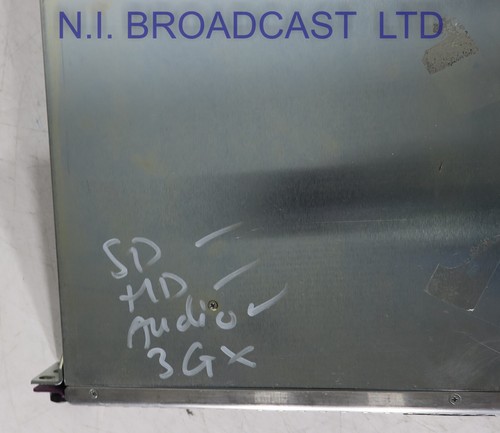 N.I. BROADCAST LTD
SD –
HD –
Audio ✓
3G X